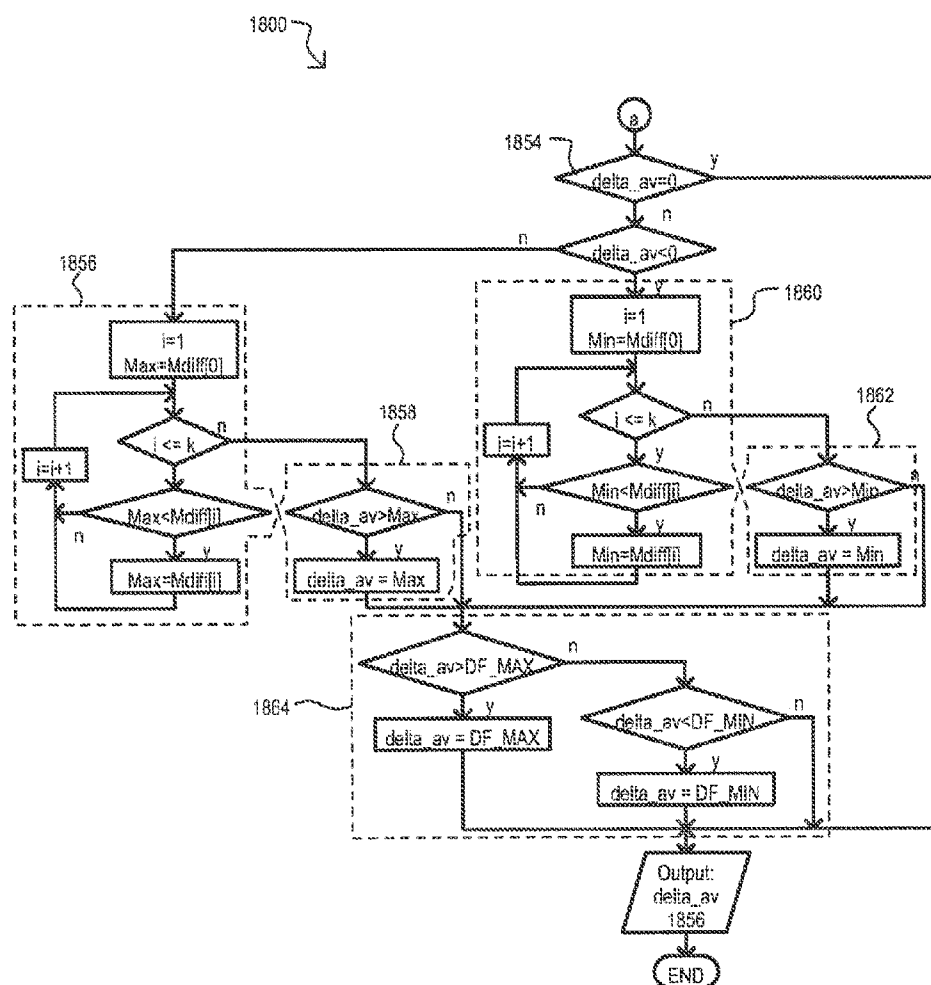 1800
a
1854
delta_av=0
y
n
delta_av<0
n
y
1856
i=1
Max=Mdiff[0]
i <= k
n
i=i+1
Max<Mdiff[i]
n
y
Max=Mdiff[i]
1858
delta_av>Max
n
y
delta_av = Max
1860
i=1
Min=Mdiff[0]
i <= k
n
y
i=i+1
Min<Mdiff[i]
n
y
Min=Mdiff[i]
1862
delta_av>Min
n
y
delta_av = Min
1864
delta_av>DF_MAX
n
y
delta_av = DF_MAX
delta_av<DF_MIN
n
y
delta_av = DF_MIN
Output:
delta_av
1856
END